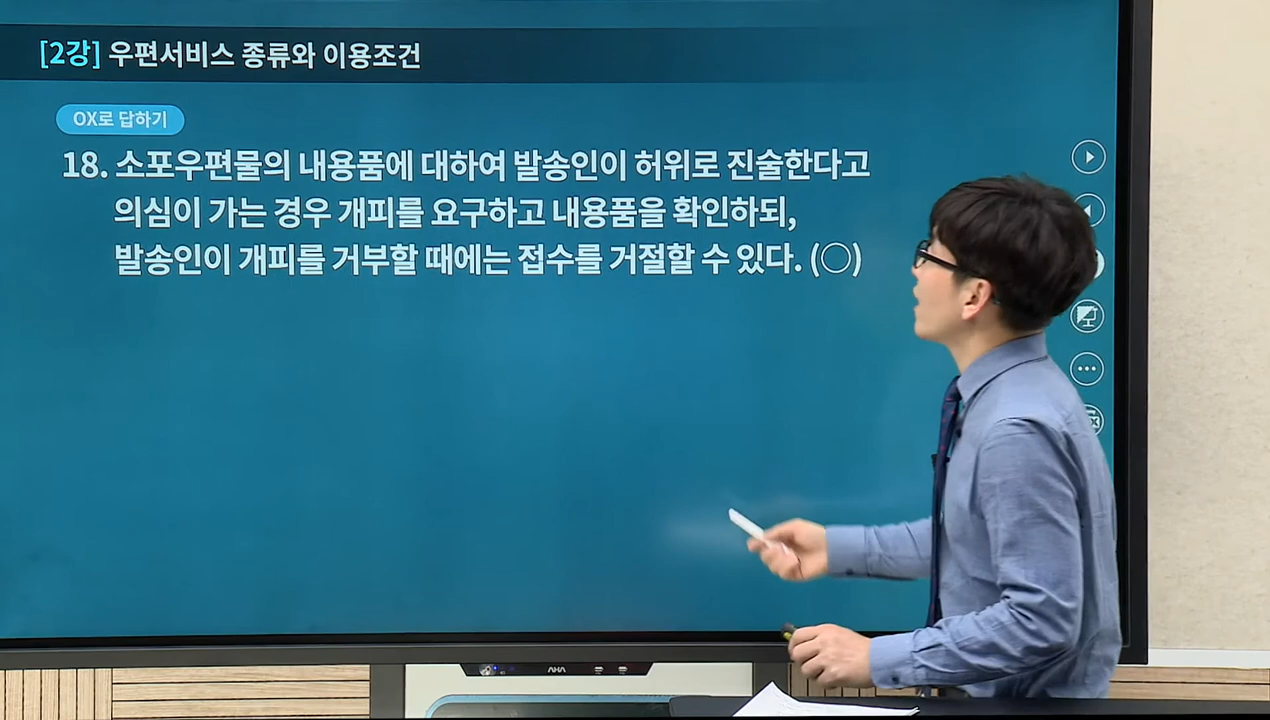 [2강] 우편서비스 종류와 이용조건
OX로 답하기
18. 소포우편물의 내용품에 대하여 발송인이 허위로 진술한다고
의심이 가는 경우 개피를 요구하고 내용품을 확인하되,
발송인이 개피를 거부할 때에는 접수를 거절할 수 있다. (○)
AHA